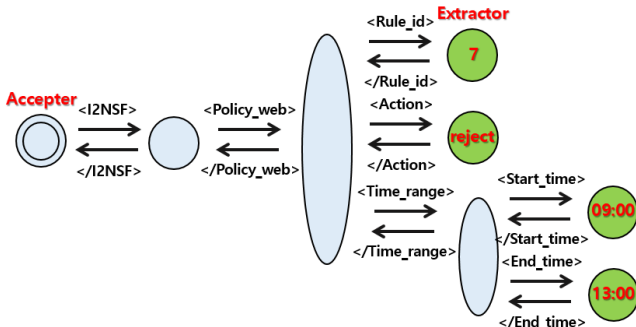 <Rule_id>
Extractor
7
</Rule_id>
Accepter
<I2NSF>
</I2NSF>
<Policy_web>
</Policy_web>
<Action>
reject
</Action>
<Time_range>
</Time_range>
<Start_time>
09:00
</Start_time>
<End_time>
13:00
</End_time>